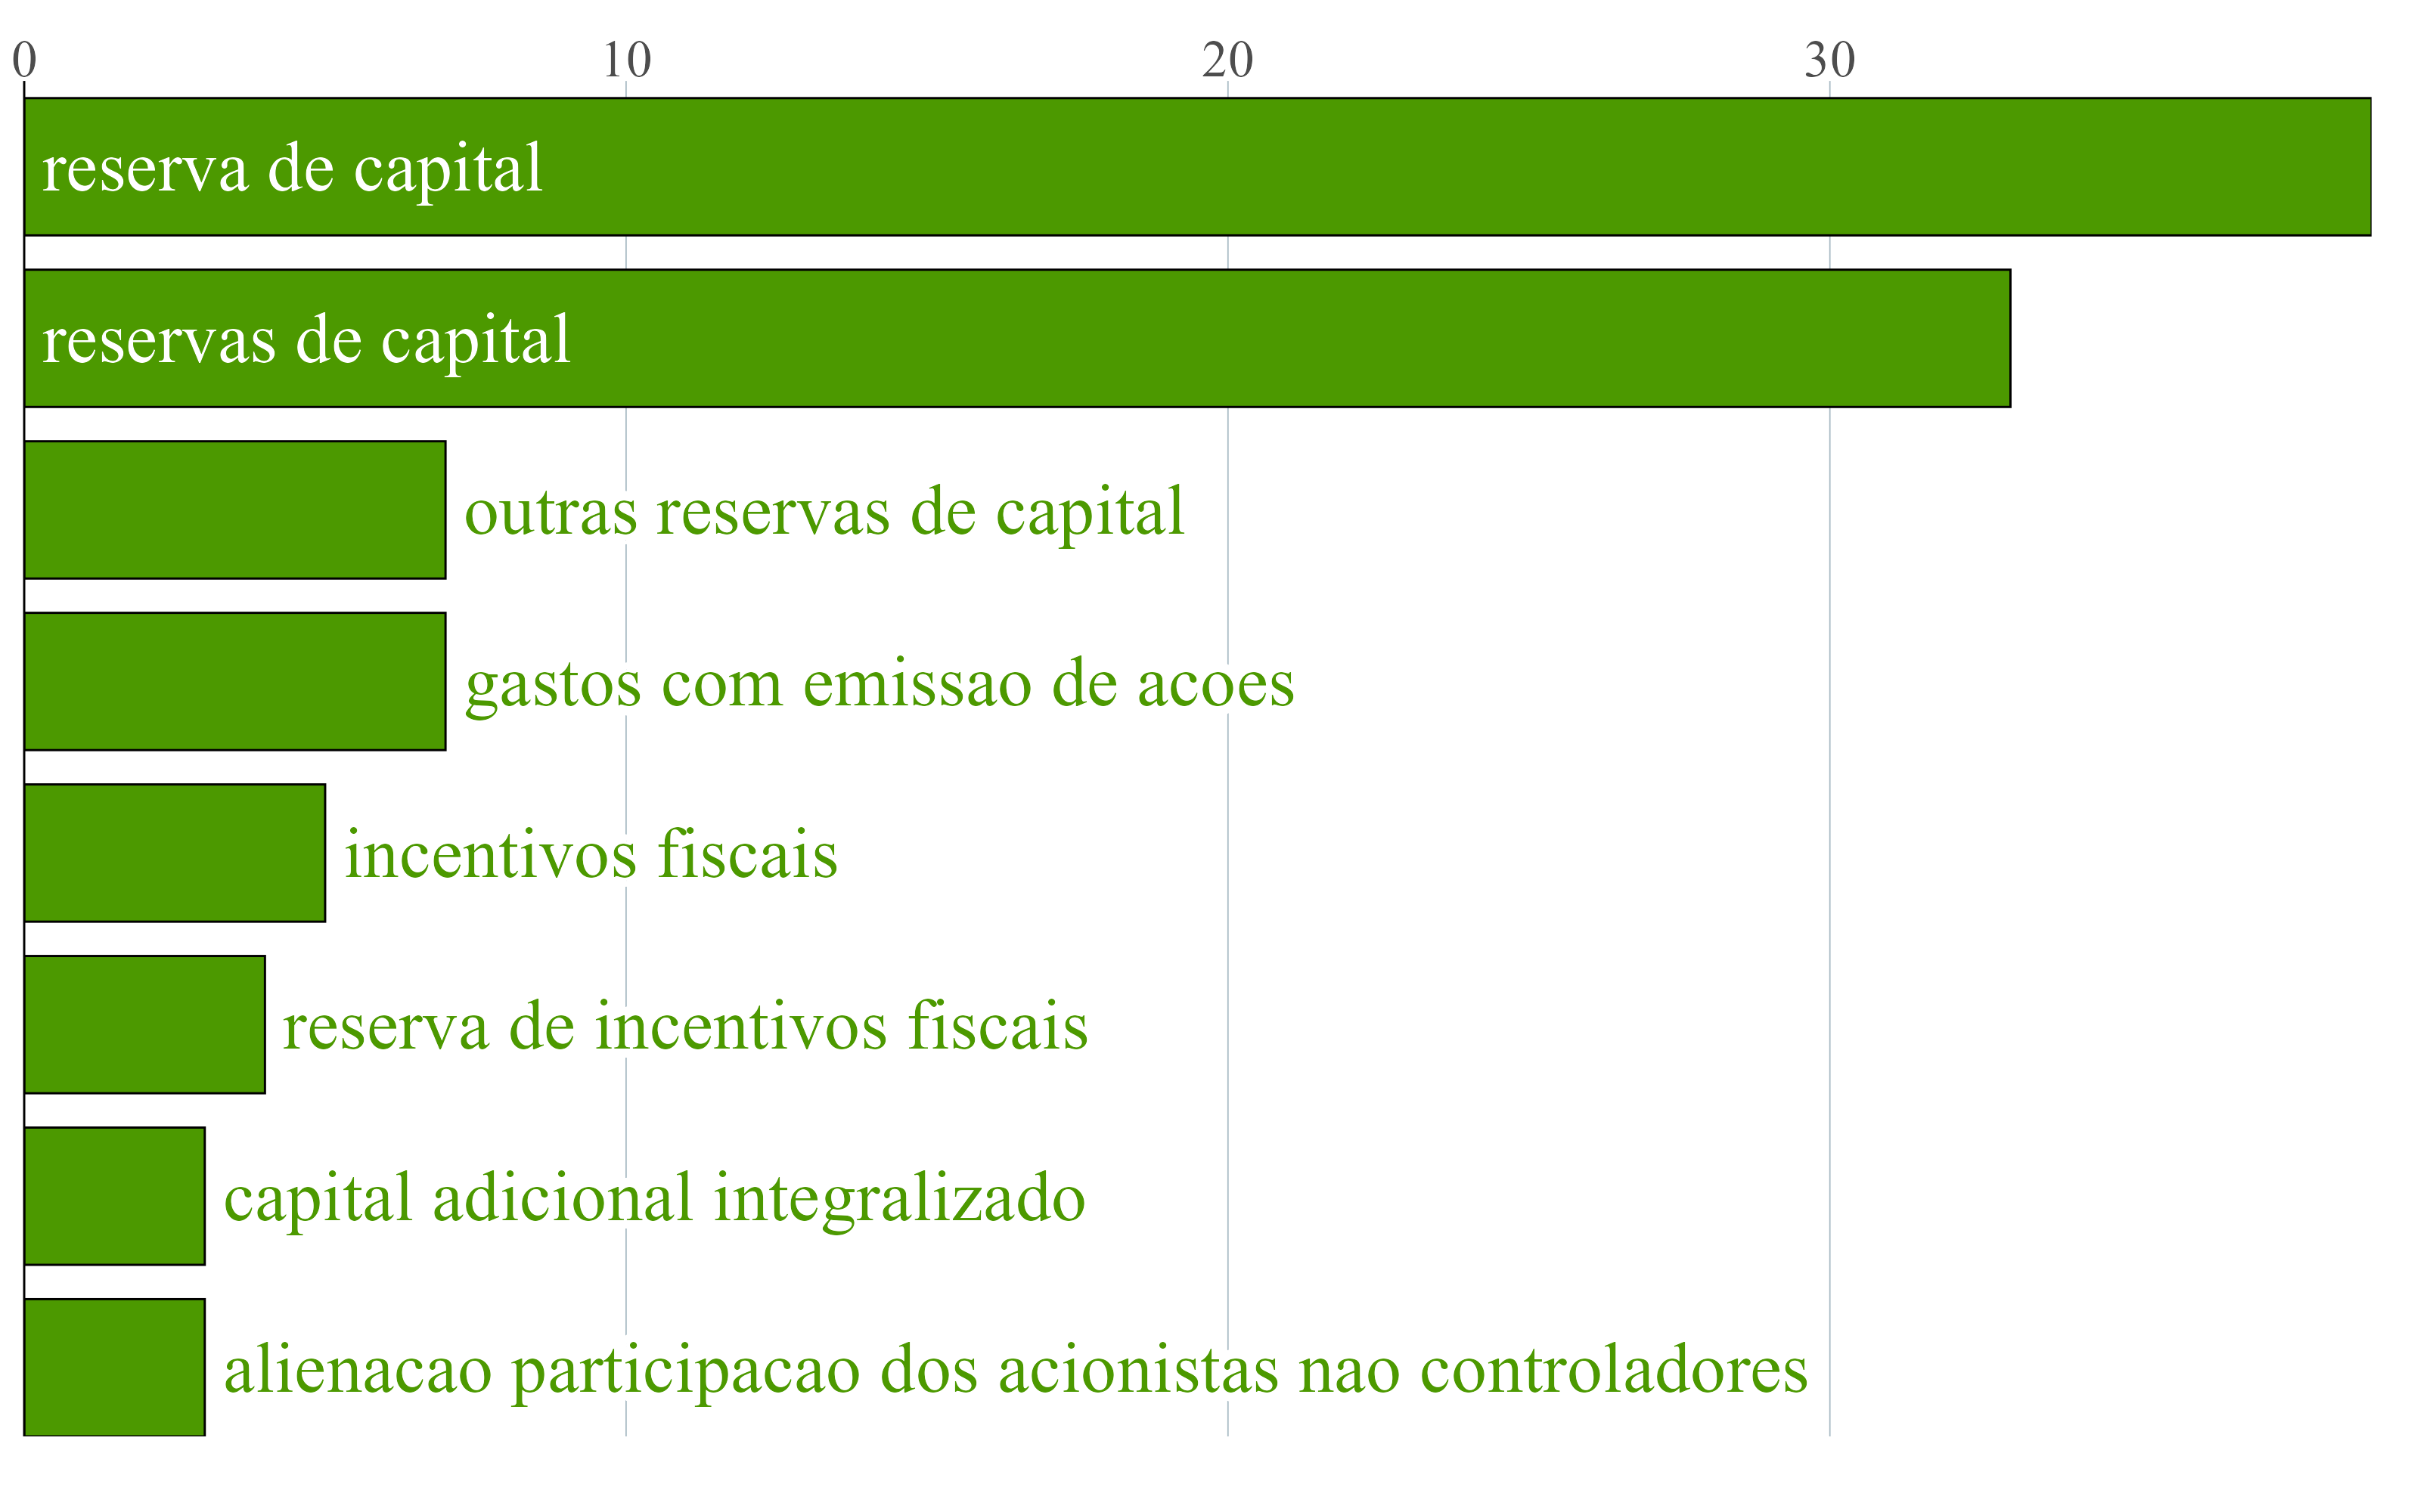 0 10 20 30
reserva de capital
reservas de capital
outras reservas de capital
gastos com emissao de acoes
incentivos fiscais
reserva de incentivos fiscais
capital adicional integralizado
alienacao participacao dos acionistas nao controladores